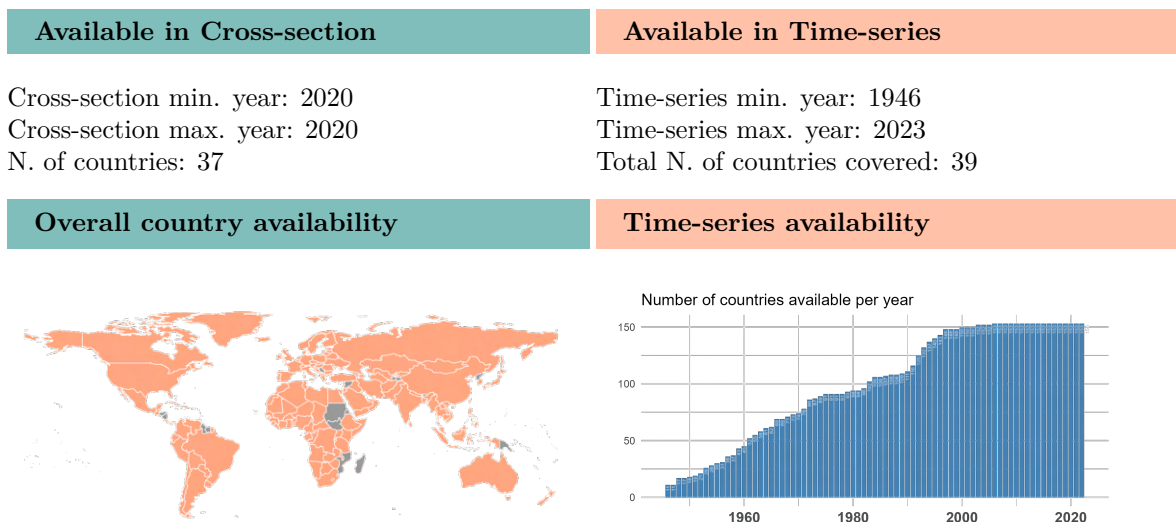 Available in Cross-section
Available in Time-series
Cross-section min. year: 2020
Cross-section max. year: 2020
N. of countries: 37
Time-series min. year: 1946
Time-series max. year: 2023
Total N. of countries covered: 39
Overall country availability
Time-series availability
Number of countries available per year
150
100
50
0
1960 1980 2000 2020